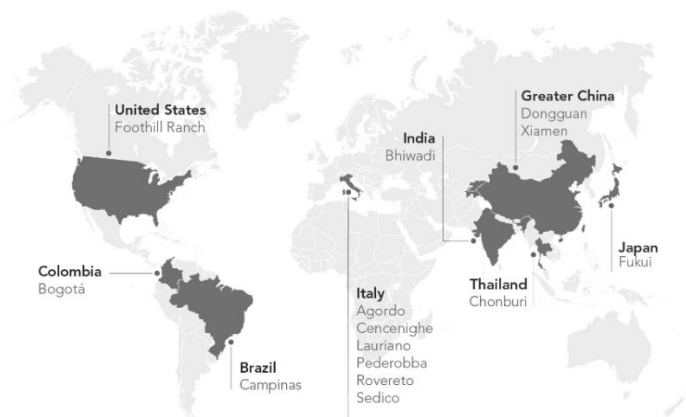 United States
Foothill Ranch
Greater China
Dongguan
Xiamen
India
Bhiwadi
Japan
Fukui
Colombia
Bogotá
Thailand
Chonburi
Italy
Agordo
Cencenighe
Lauriano
Pederobba
Rovereto
Sedico
Brazil
Campinas